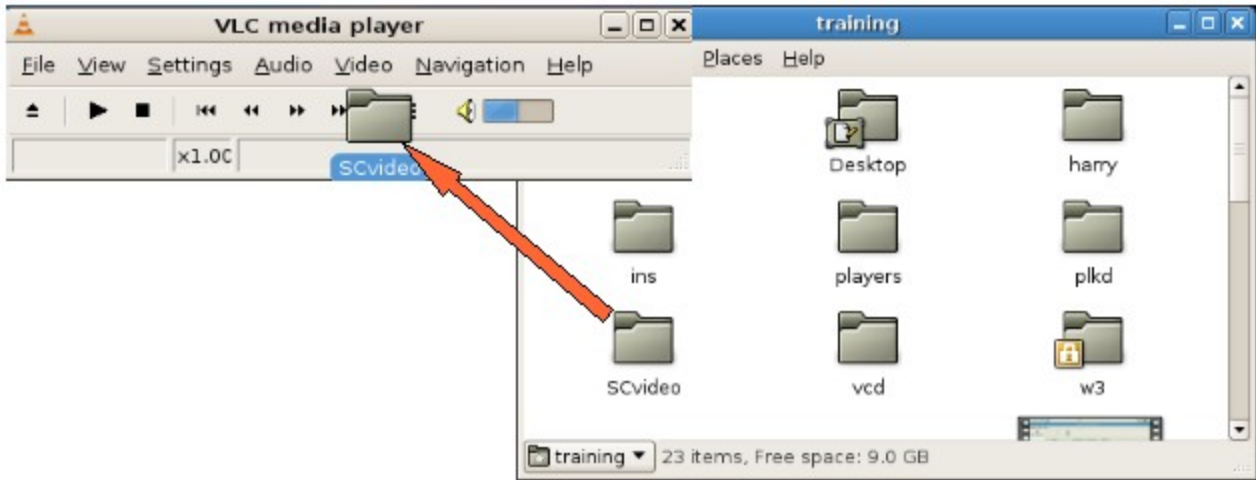 VLC media player
File View Settings Audio Video Navigation Help
x1.0C
SCvideo
training
Places Help
Desktop harry
ins players plkd
SCvideo vcd w3
training 23 items, Free space: 9.0 GB